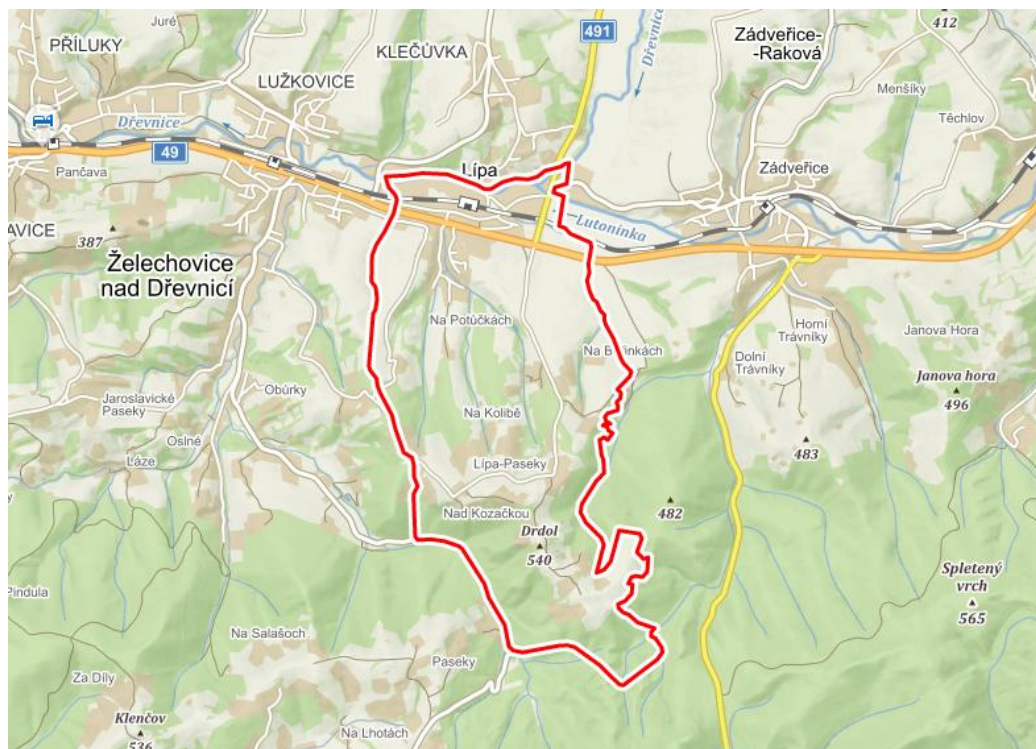 Juré
412
PŘÍLUKY
KLEČŮVKA
491
Dřevnice
Zádveřice-
-Raková
LUŽKOVICE
Menšíky
Těchlov
Dřevnice
49
Pančava
Lípa
Zádveřice
Lutoninka
AVICE
387
Želechovice
nad Dřevnicí
Na Potůčkách
Horní
Trávníky
Janova Hora
Dolní
Trávníky
Obůrky
Jaroslavické
Paseky
Janova hora
496
Na Kolibě
Oslné
Láze
483
Lípa-Paseky
Nad Kozačkou
482
Drdol
540
Spletený
vrch
565
Pindula
Na Salašoch
Paseky
Za Díly
Klenčov
536
Na Lhotách